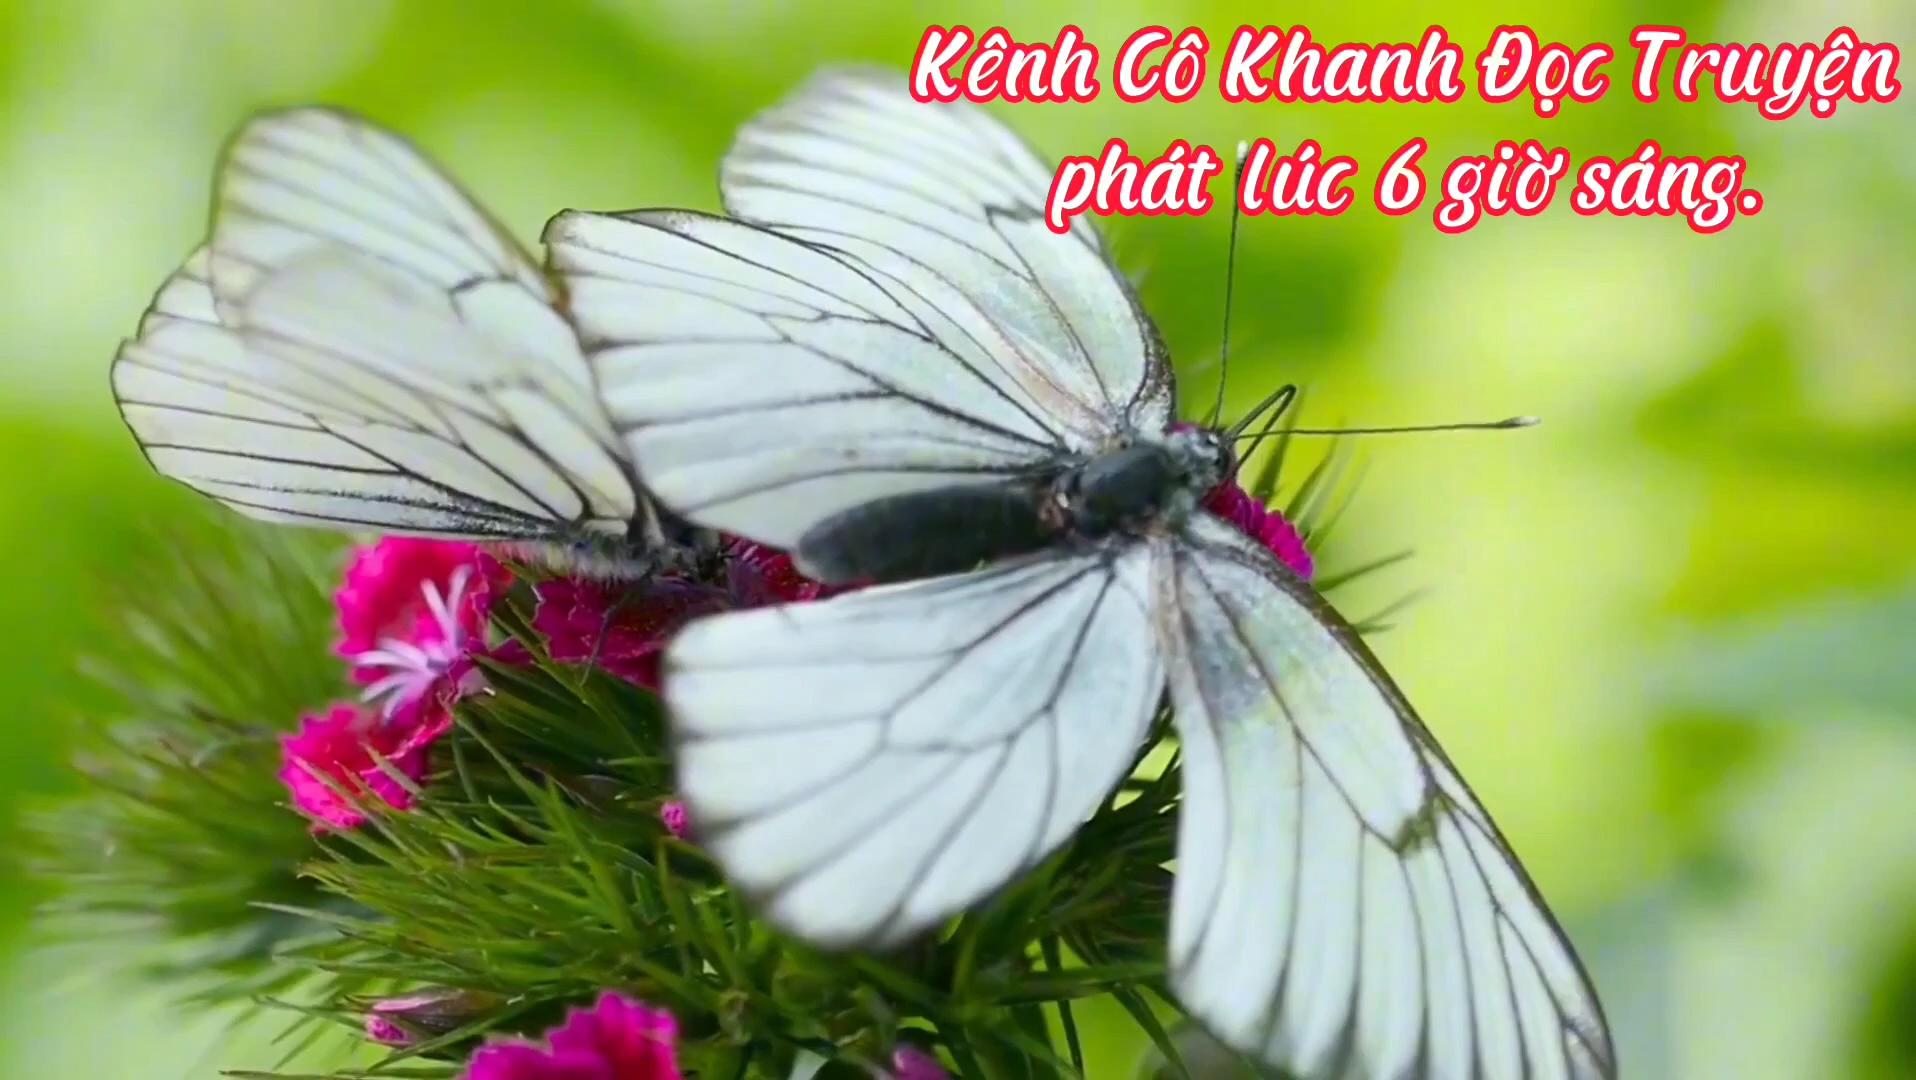 Kênh Cô Khanh Đọc Truyện
phát lúc 6 giờ sáng.